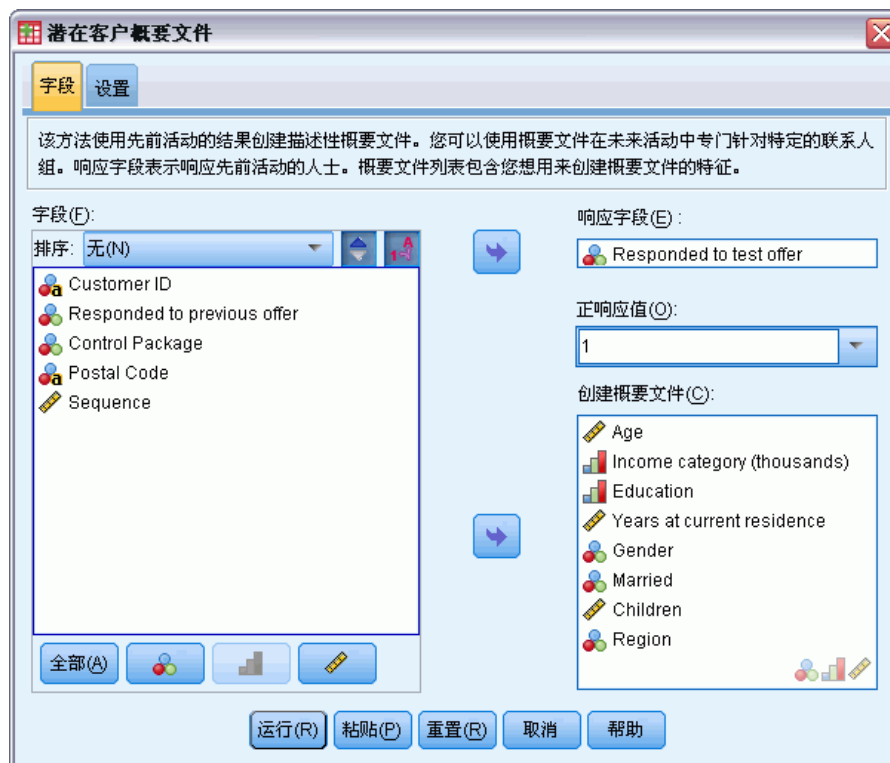 潜在客户概要文件
字段
设置
该方法使用先前活动的结果创建描述性概要文件。您可以使用概要文件在未来活动中专门针对特定的联系人
组。响应字段表示响应先前活动的人士。概要文件列表包含您想用来创建概要文件的特征。
字段(F):
排序: 无(N)
Customer ID
Responded to previous offer
Control Package
Postal Code
Sequence
全部(A)
响应字段(E) :
Responded to test offer
正响应值(O):
1
创建概要文件(C):
Age
Income category (thousands)
Education
Years at current residence
Gender
Married
Children
Region
运行(R)
粘贴(P)
重置(R)
取消
帮助